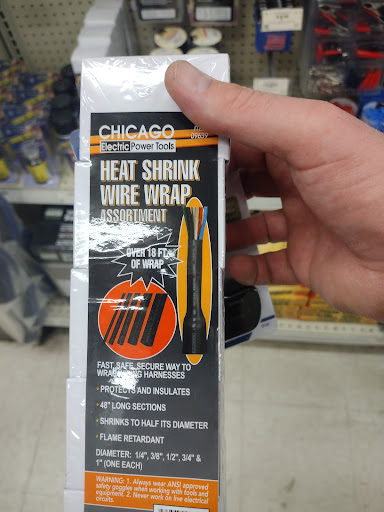 CHICAGO
Electric Power Tools
09639
HEAT SHRINK
WIRE WRAP
ASSORTMENT
OVER 18 FT.
OF WRAP
FAST, SAFE, SECURE WAY TO
HARNESSES
• PROTECTS AND INSULATES
• 48" LONG SECTIONS
• SHRINKS TO HALF ITS DIAMETER
• FLAME RETARDANT
DIAMETER: 1/4", 3/8", 1/2", 3/4" &
1" (ONE EACH)
WARNING: 1. Always wear ANSI approved
safety goggles when working with tools and
equipment. 2. Never work on live electrical
circuits.